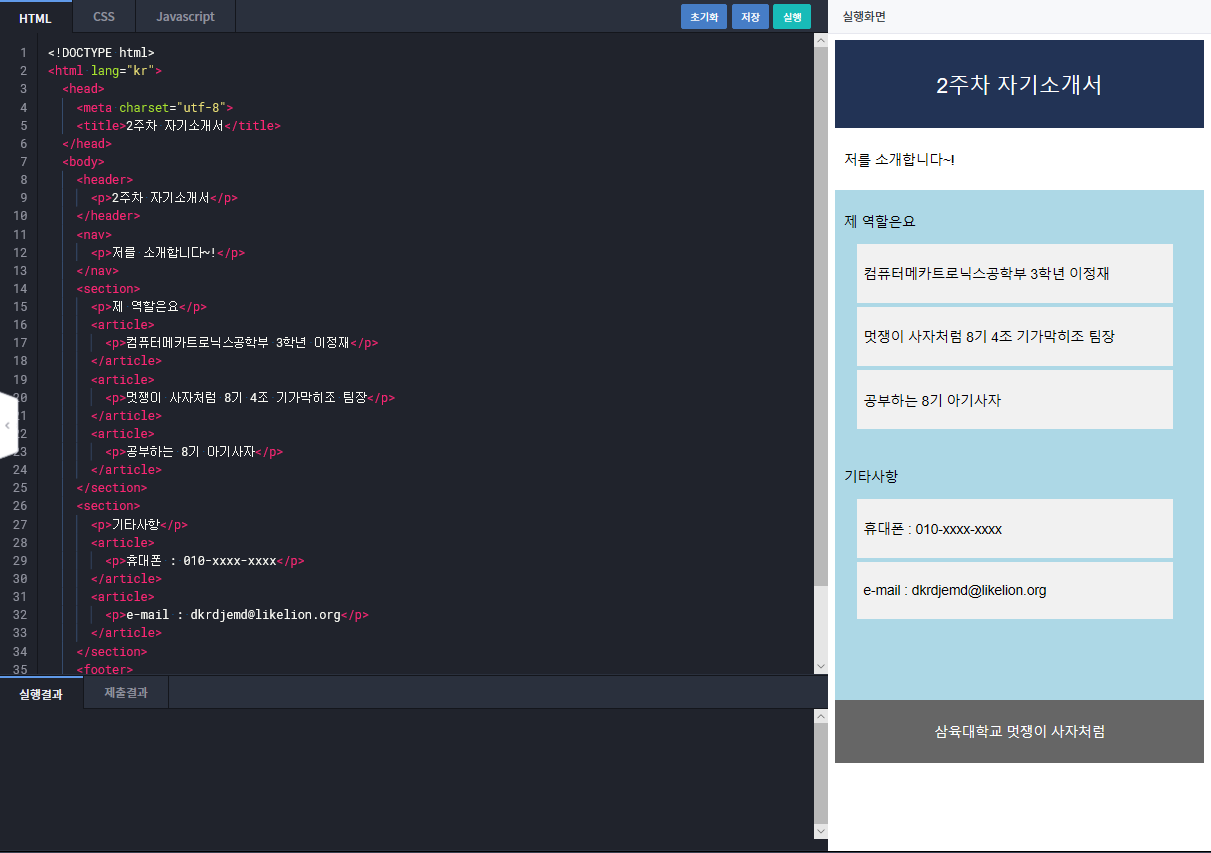 HTML CSS Javascript 초기화 저장 실행
1 <!DOCTYPE html>
2 <html lang="kr">
3 <head>
4 <meta charset="utf-8">
5 <title>2주차 자기소개서</title>
6 </head>
7 <body>
8 <header>
9 <p>2주차 자기소개서</p>
10 </header>
11 <nav>
12 <p>저를 소개합니다~!</p>
13 </nav>
14 <section>
15 <p>제 역할은요</p>
16 <article>
17 <p>컴퓨터메카트로닉스공학부 3학년 이정재</p>
18 </article>
19 <article>
20 <p>멋쟁이 사자처럼 8기 4조 기가막히조 팀장</p>
21 </article>
22 <article>
23 <p>공부하는 8기 아기사자</p>
24 </article>
25 </section>
26 <section>
27 <p>기타사항</p>
28 <article>
29 <p>휴대폰 : 010-xxxx-xxxx</p>
30 </article>
31 <article>
32 <p>e-mail : dkrdjemd@likelion.org</p>
33 </article>
34 </section>
35 <footer>
실행결과 제출결과
실행화면
2주차 자기소개서
저를 소개합니다~!
제 역할은요
컴퓨터메카트로닉스공학부 3학년 이정재
멋쟁이 사자처럼 8기 4조 기가막히조 팀장
공부하는 8기 아기사자
기타사항
휴대폰 : 010-xxxx-xxxx
e-mail : dkrdjemd@likelion.org
삼육대학교 멋쟁이 사자처럼